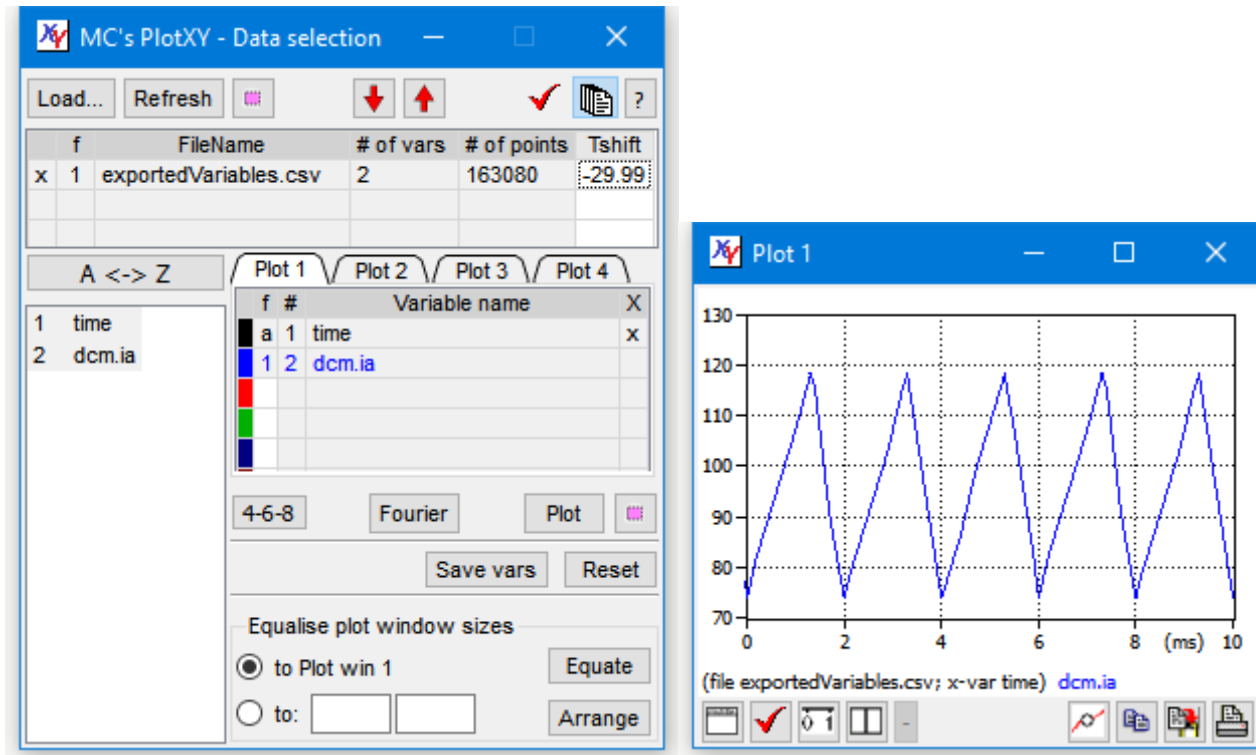 MC's PlotXY - Data selection
Load... Refresh ?
f FileName # of vars # of points Tshift
x 1 exportedVariables.csv 2 163080 -29.99
A <-> Z
1 time
2 dcm.ia
Plot 1 Plot 2 Plot 3 Plot 4
f # Variable name X
a 1 time x
1 2 dcm.ia
4-6-8 Fourier Plot
Save vars Reset
Equalise plot window sizes
to Plot win 1 Equate
to: Arrange
XY Plot 1
130
120
110
100
90
80
70
0 2 4 6 8 (ms) 10
(file exportedVariables.csv; x-var time) dcm.ia
0 1 -